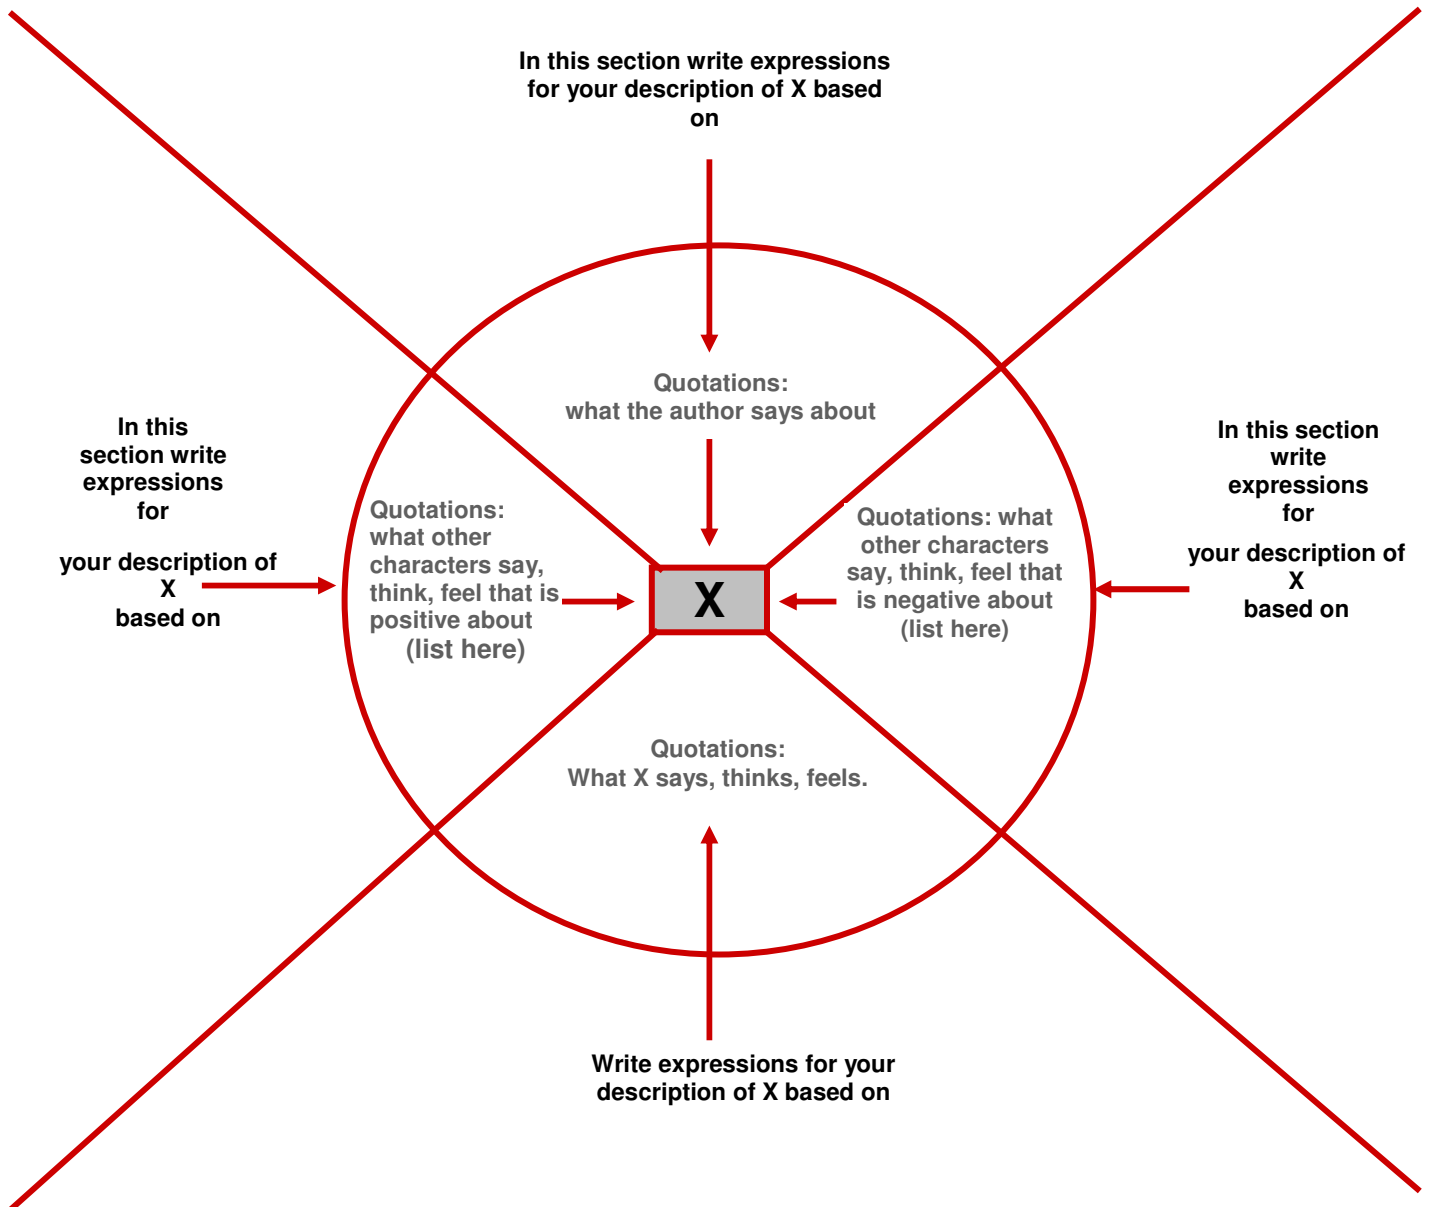 In this section write expressions
for your description of X based
on
Quotations:
what the author says about
In this
section write
expressions
for
your description of
X
based on
Quotations:
what other
characters say,
think, feel that is
positive about
(list here)
X
Quotations: what
other characters
say, think, feel that
is negative about
(list here)
In this section
write
expressions
for
your description of
X
based on
Quotations:
What X says, thinks, feels.
Write expressions for your
description of X based on